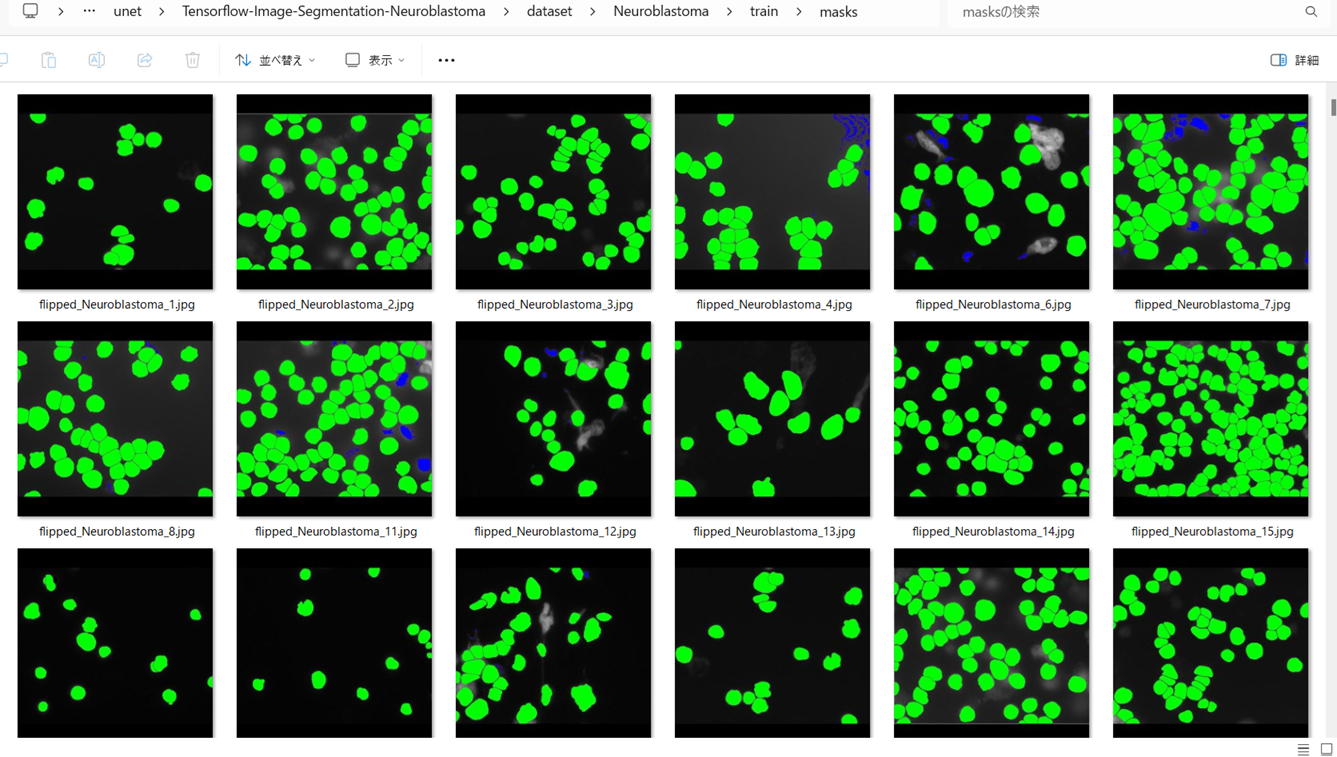 unet > Tensorflow-Image-Segmentation-Neuroblastoma > dataset > Neuroblastoma > train > masks
masksの検索
並べ替え 表示 詳細
flipped_Neuroblastoma_1.jpg
flipped_Neuroblastoma_2.jpg
flipped_Neuroblastoma_3.jpg
flipped_Neuroblastoma_4.jpg
flipped_Neuroblastoma_6.jpg
flipped_Neuroblastoma_7.jpg
flipped_Neuroblastoma_8.jpg
flipped_Neuroblastoma_11.jpg
flipped_Neuroblastoma_12.jpg
flipped_Neuroblastoma_13.jpg
flipped_Neuroblastoma_14.jpg
flipped_Neuroblastoma_15.jpg